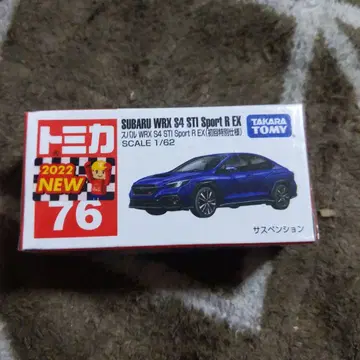 トミカ
2022
NEW
76
SUBARU WRX S4 STI Sport R EX
スバル WRX S4 STI Sport R EX(初回特別仕様)
SCALE 1/62
TAKARA
TOMY
サスペンション